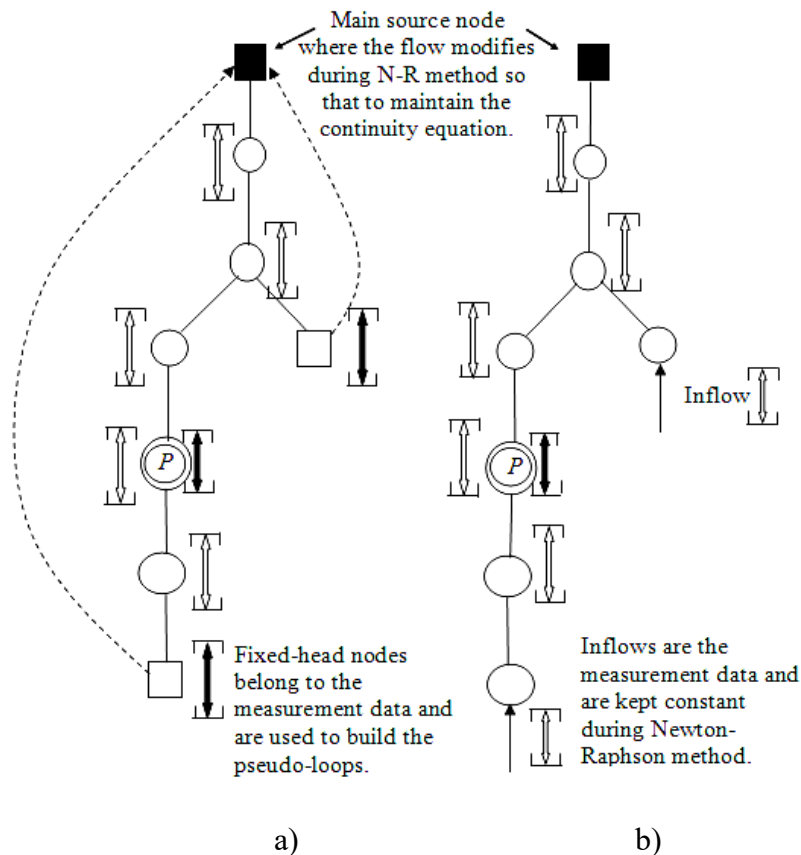 Main source node
where the flow modifies
during N-R method so
that to maintain the
continuity equation.
P
Fixed-head nodes
belong to the
measurement data and
are used to build the
pseudo-loops.
a)
Inflow
P
Inflows are the
measurement data and
are kept constant
during Newton-
Raphson method.
b)